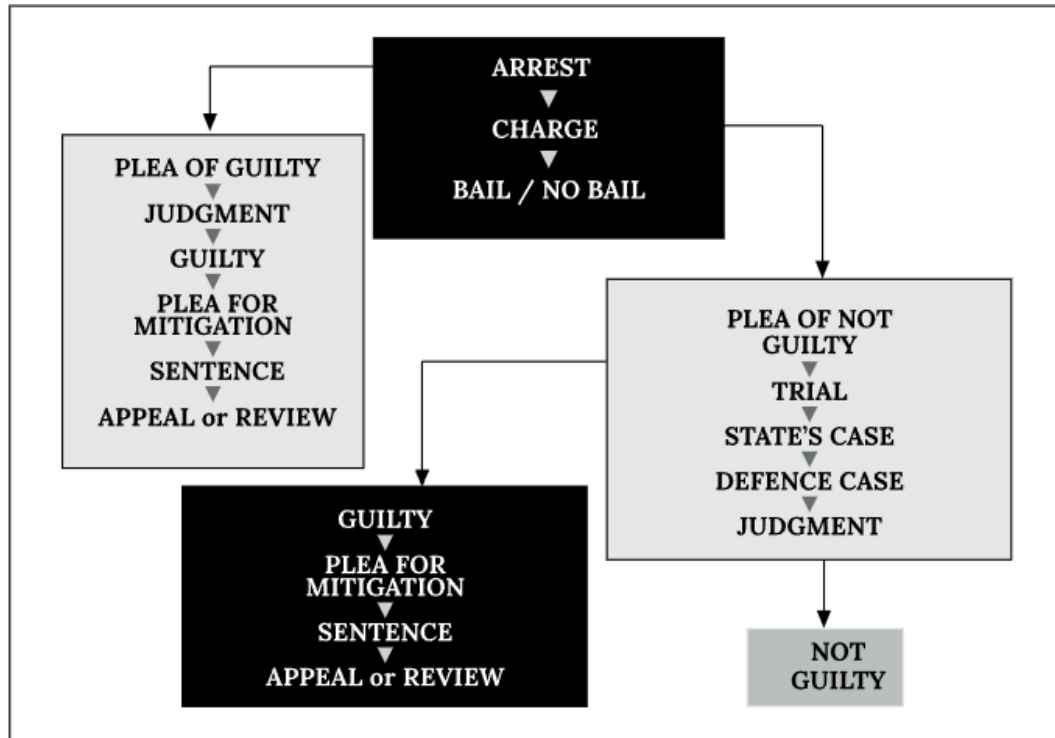 ARREST
CHARGE
BAIL / NO BAIL
PLEA OF GUILTY
JUDGMENT
GUILTY
PLEA FOR
MITIGATION
SENTENCE
APPEAL or REVIEW
PLEA OF NOT
GUILTY
TRIAL
STATE'S CASE
DEFENCE CASE
JUDGMENT
GUILTY
PLEA FOR
MITIGATION
SENTENCE
APPEAL or REVIEW
NOT
GUILTY